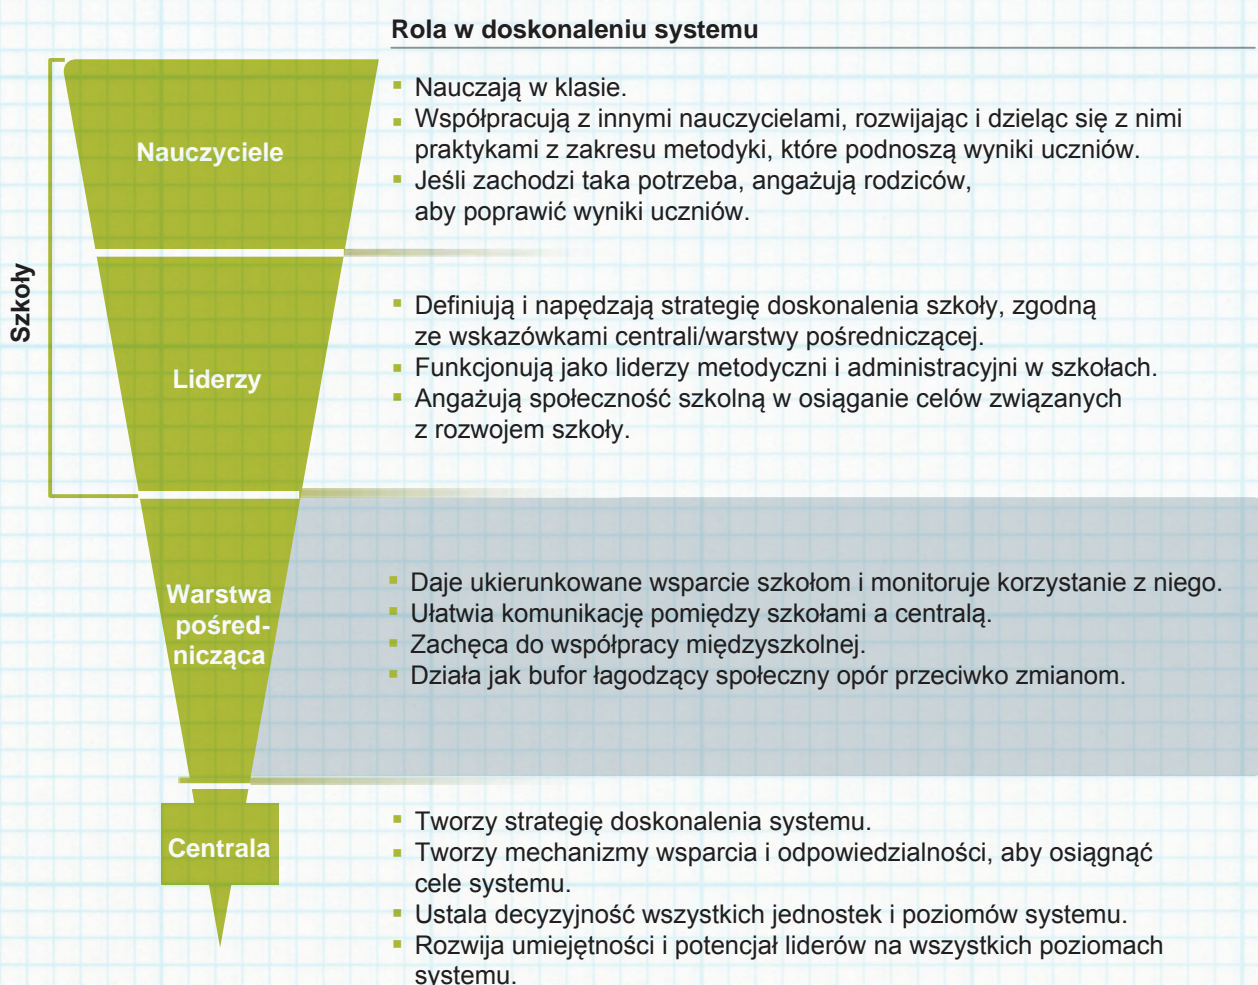 Rola w doskonaleniu systemu
Szkoły
Nauczyciele
▪ Nauczają w klasie.
▪ Współpracują z innymi nauczycielami, rozwijając i dzieląc się z nimi
praktykami z zakresu metodyki, które podnoszą wyniki uczniów.
▪ Jeśli zachodzi taka potrzeba, angażują rodziców,
aby poprawić wyniki uczniów.
Liderzy
▪ Definiują i napędzają strategię doskonalenia szkoły, zgodną
ze wskazówkami centrali/warstwy pośredniczącej.
▪ Funkcjonują jako liderzy metodyczni i administracyjni w szkołach.
▪ Angażują społeczność szkolną w osiąganie celów związanych
z rozwojem szkoły.
Warstwa
pośred-
nicząca
▪ Daje ukierunkowane wsparcie szkołom i monitoruje korzystanie z niego.
▪ Ułatwia komunikację pomiędzy szkołami a centralą.
▪ Zachęca do współpracy międzyszkolnej.
▪ Działa jak bufor łagodzący społeczny opór przeciwko zmianom.
Centrala
▪ Tworzy strategię doskonalenia systemu.
▪ Tworzy mechanizmy wsparcia i odpowiedzialności, aby osiągnąć
cele systemu.
▪ Ustala decyzyjność wszystkich jednostek i poziomów systemu.
▪ Rozwija umiejętności i potencjał liderów na wszystkich poziomach
systemu.